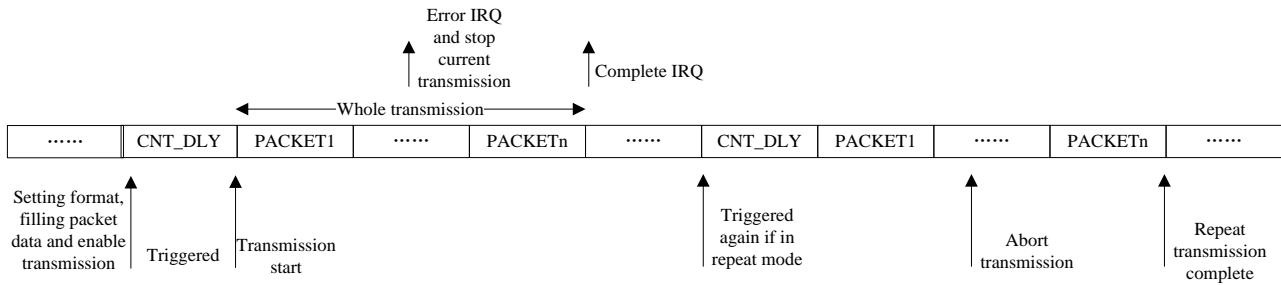 Error IRQ
and stop
current
transmission
Complete IRQ
Whole transmission
······ CNT_DLY PACKET1 ······ PACKETn ······ CNT_DLY PACKET1 ······ PACKETn ······
Setting format,
filling packet
data and enable
transmission
Triggered
Transmission
start
Triggered
again if in
repeat mode
Abort
transmission
Repeat
transmission
complete